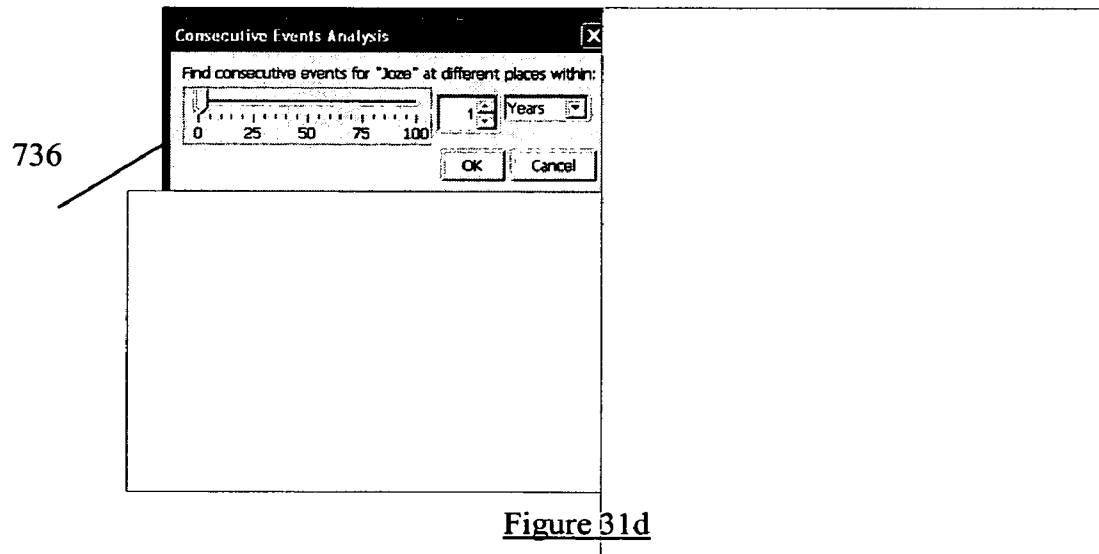 Consecutive Events Analysis
Find consecutive events for "Joze" at different places within:
1 Years
0 25 50 75 100
736
OK Cancel
Figure 31d